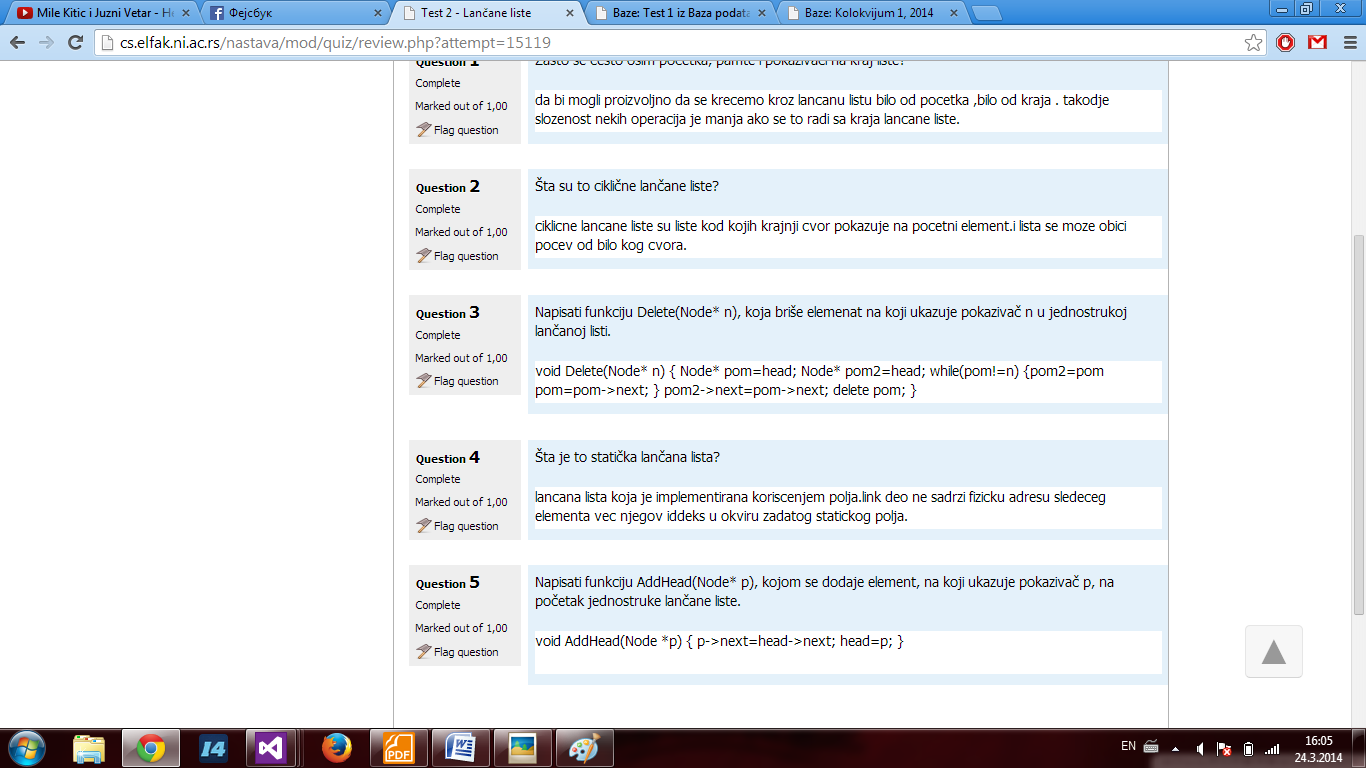 Mile Kitic i Juzni Vetar - He
Фејсбук
Test 2 - Lančane liste
Baze: Test 1 iz Baza podata
Baze: Kolokvijum 1, 2014
cs.elfak.ni.ac.rs/nastava/mod/quiz/review.php?attempt=15119
Question 1
Complete
Marked out of 1,00
Flag question
Zašto se često osim početka, pamte i pokazivači na kraj liste?
da bi mogli proizvoljno da se krecemo kroz lancanu listu bilo od pocetka ,bilo od kraja . takodje
slozenost nekih operacija je manja ako se to radi sa kraja lancane liste.
Question 2
Complete
Marked out of 1,00
Flag question
Šta su to ciklične lančane liste?
ciklicne lancane liste su liste kod kojih krajnji cvor pokazuje na pocetni element.i lista se moze obici
pocev od bilo kog cvora.
Question 3
Complete
Marked out of 1,00
Flag question
Napisati funkciju Delete(Node* n), koja briše elemenat na koji ukazuje pokazivač n u jednostrukoj
lančanoj listi.
void Delete(Node* n) { Node* pom=head; Node* pom2=head; while(pom!=n) {pom2=pom
pom=pom->next; } pom2->next=pom->next; delete pom; }
Question 4
Complete
Marked out of 1,00
Flag question
Šta je to statička lančana lista?
lancana lista koja je implementirana koriscenjem polja.link deo ne sadrzi fizicku adresu sledeceg
elementa vec njegov iddeks u okviru zadatog statickog polja.
Question 5
Complete
Marked out of 1,00
Flag question
Napisati funkciju AddHead(Node* p), kojom se dodaje element, na koji ukazuje pokazivač p, na
početak jednostruke lančane liste.
void AddHead(Node *p) { p->next=head->next; head=p; }
14
PDF
EN
16:05
24.3.2014